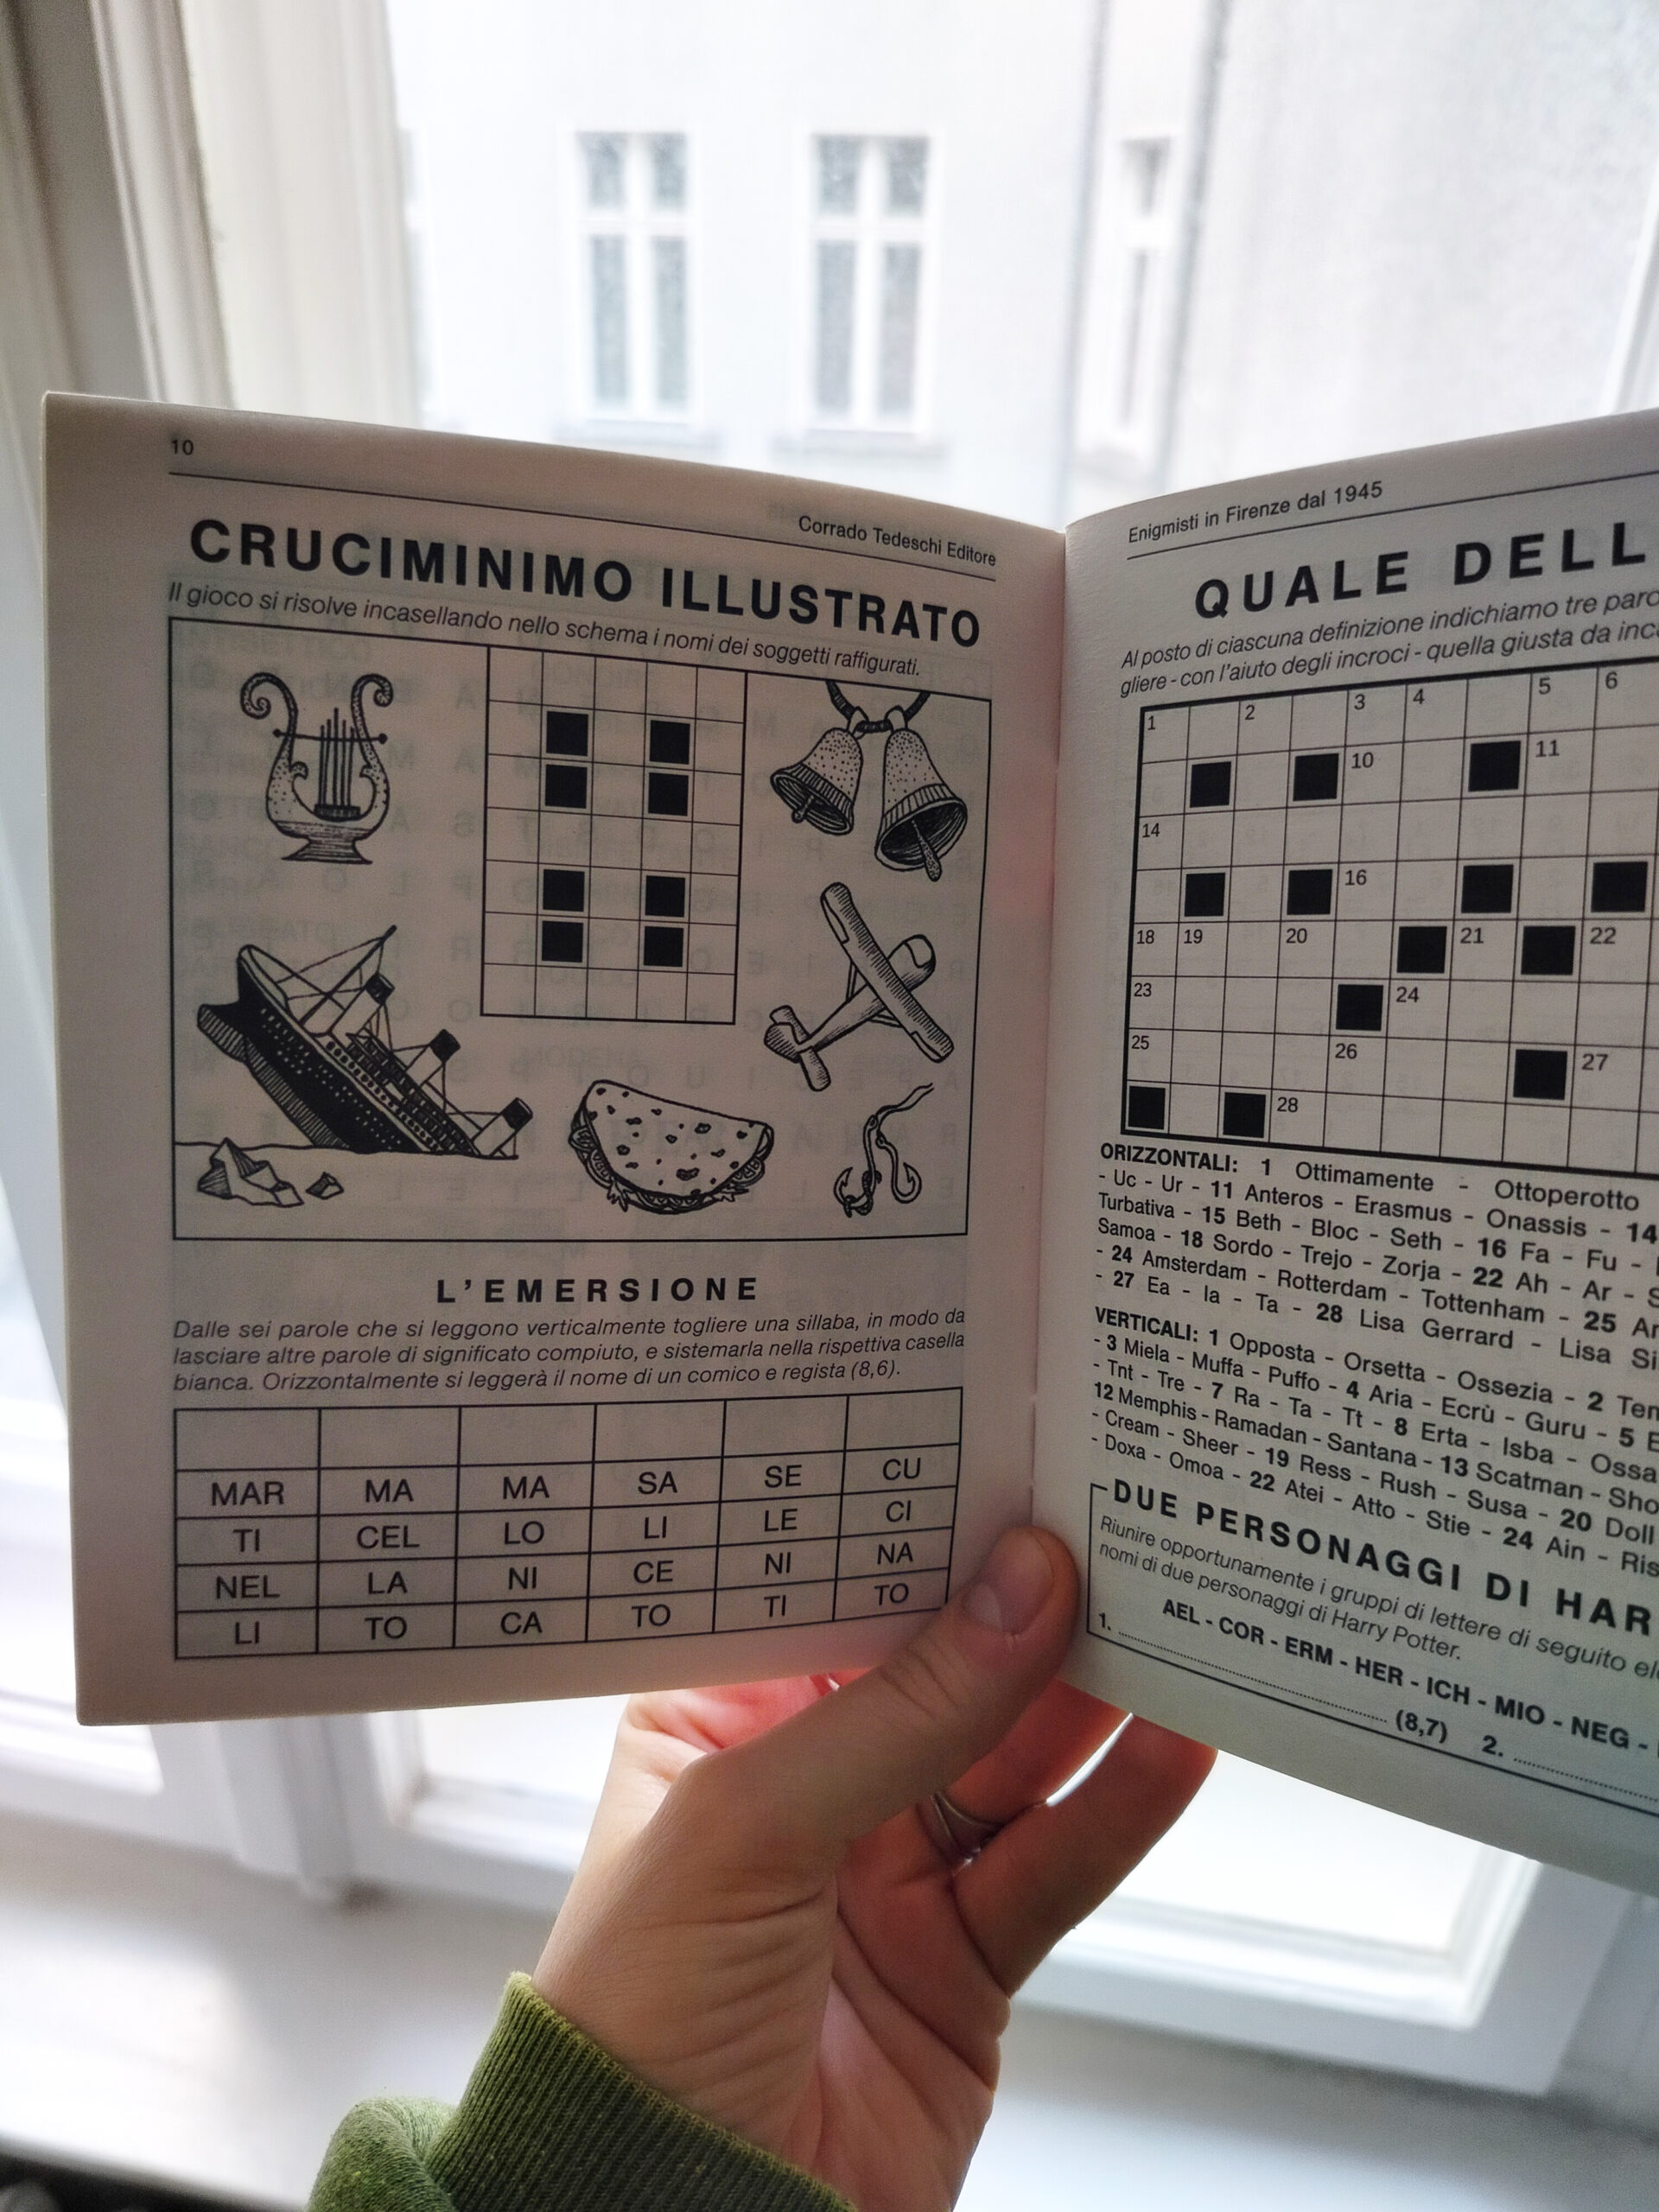 10
Corrado Tedeschi Editore
CRUCIMINIMO ILLUSTRATO
Il gioco si risolve incasellando nello schema i nomi dei soggetti raffigurati.
L'EMERSIONE
Dalle sei parole che si leggono verticalmente togliere una sillaba, in modo da
lasciare altre parole di significato compiuto, e sistemarla nella rispettiva casella
bianca. Orizzontalmente si leggerà il nome di un comico e regista (8,6).
MAR MA MA SA SE CU
TI CEL LO LI LE CI
NEL LA NI CE NI NA
LI TO CA TO TI TO
Enigmisti in Firenze dal 1945
QUALE DELL
Al posto di ciascuna definizione indichiamo tre
gliere - con l'aiuto degli incroci - quella giusta da
1 2 3 4 5 6
10 11
14
16
18 19 20 21 22
23 24
25 26 27
28
ORIZZONTALI: 1 Ottimamente - Ottoperotto
- Uc - Ur - 11 Anteros - Erasmus - Onassis - 14
Turbativa - 15 Beth - Bloc - Seth - 16 Fa - Fu -
Samoa - 18 Sordo - Trejo - Zorja - 22 Ah - Ar -
- 24 Amsterdam - Rotterdam - Tottenham - 25
- 27 Ea - Ia - Ta - 28 Lisa Gerrard - Lisa
VERTICALI: 1 Opposta - Orsetta - Ossezia - 2
- 3 Miela - Muffa - Puffo - 4 Aria - Ecrù - Guru - 5
- Tnt - Tre - 7 Ra - Ta - Tt - 8 Erta - Isba - Ossa
12 Memphis - Ramadan - Santana - 13 Scatman -
- Cream - Sheer - 19 Ress - Rush - Susa - 20 Doll
- Doxa - Omoa - 22 Atei - Atto - Stie - 24 Ain -
DUE PERSONAGGI DI HAR
Riunire opportunamente i gruppi di lettere di seguito
nomi di due personaggi di Harry Potter.
AEL - COR - ERM - HER - ICH - MIO - NEG -
1. (8,7) 2.